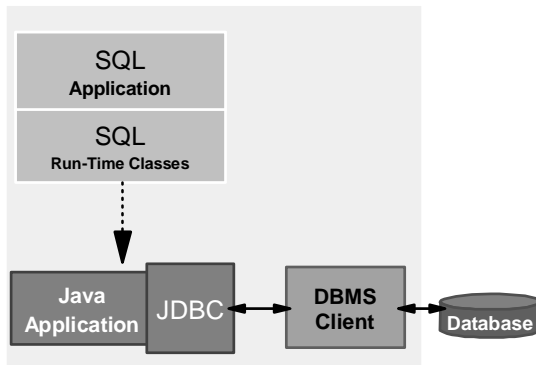 SQL
Application
SQL
Run-Time Classes
Java
Application
JDBC
DBMS
Client
Database